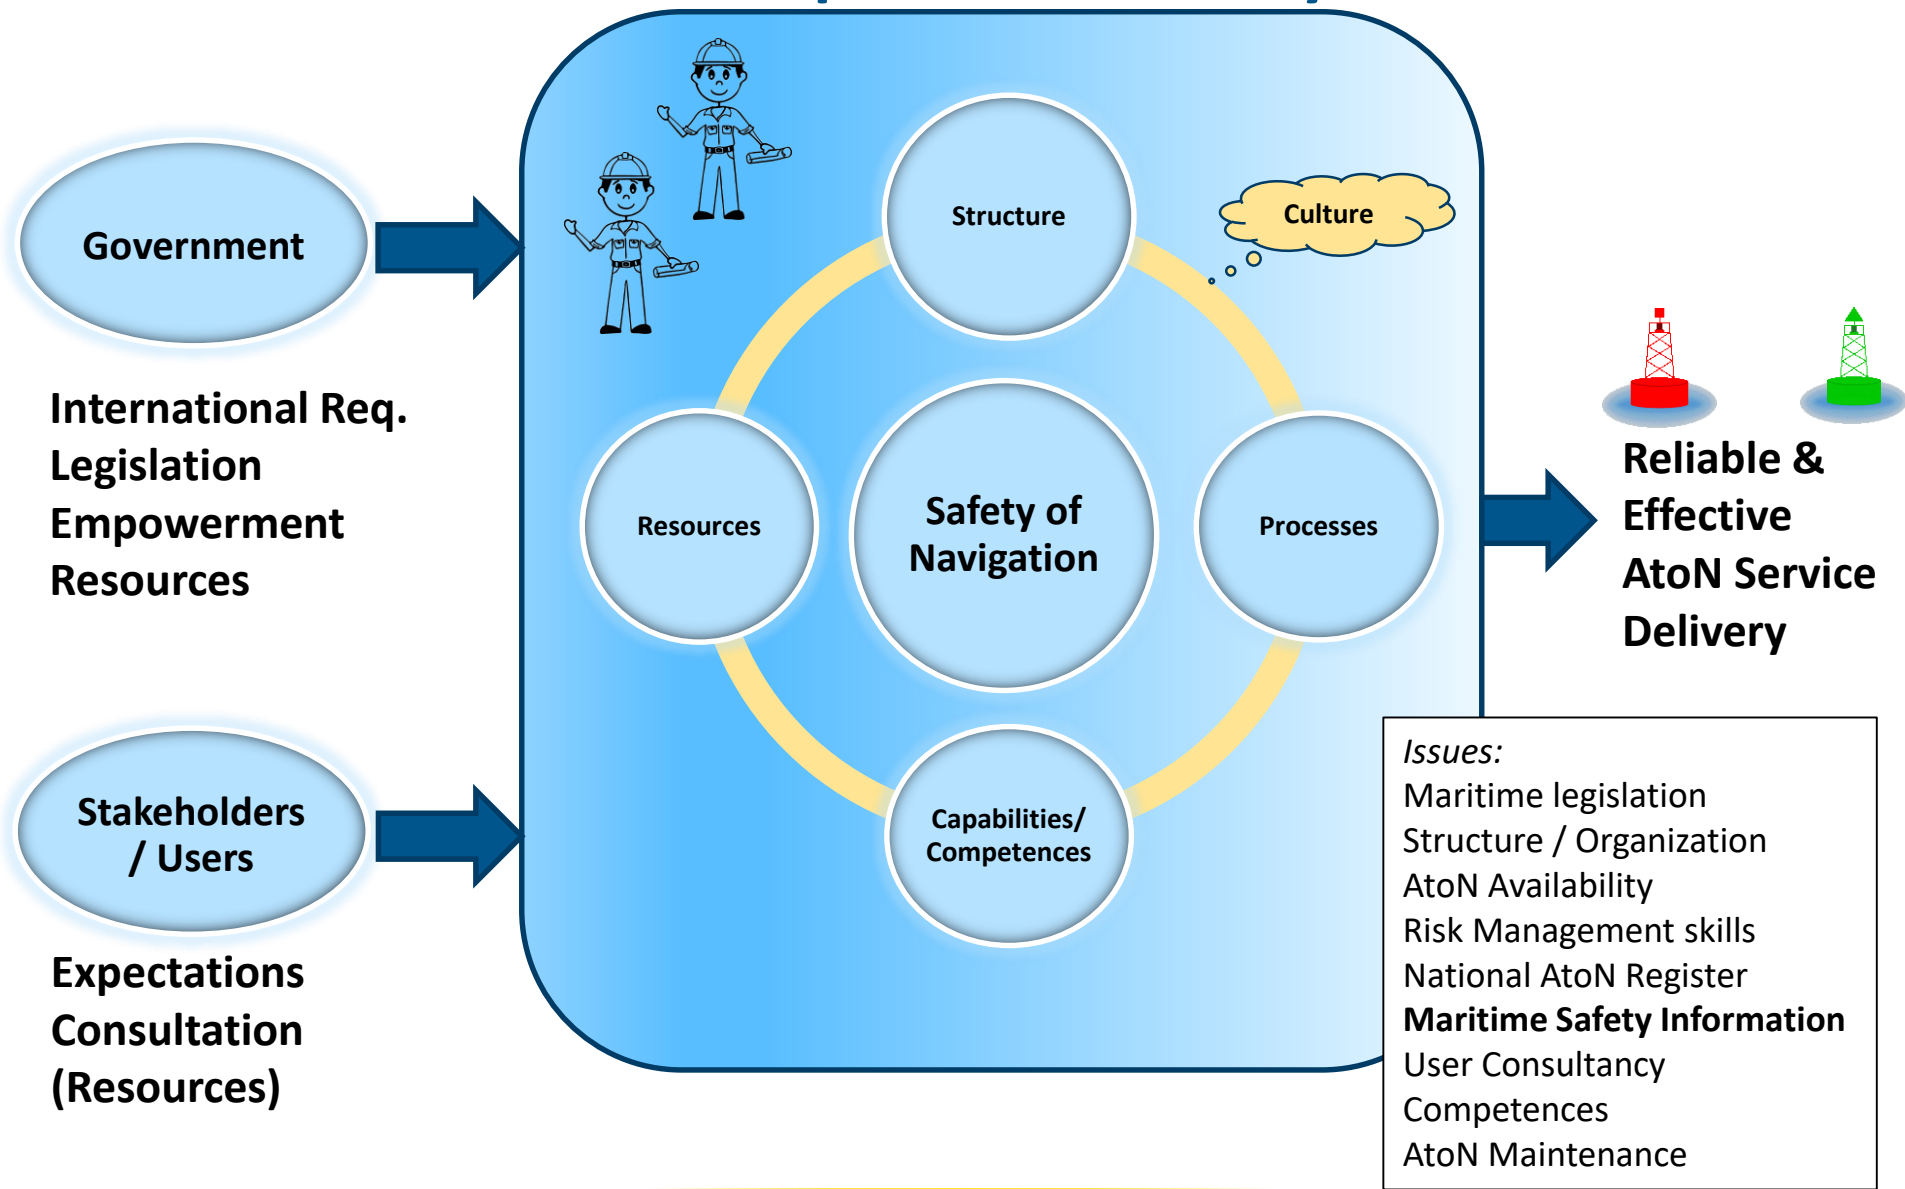 Government
International Req.
Legislation
Empowerment
Resources
Stakeholders
/ Users
Expectations
Consultation
(Resources)
Structure
Culture
Resources
Safety of
Navigation
Processes
Capabilities/
Competences
Reliable &
Effective
AtoN Service
Delivery
Issues:
Maritime legislation
Structure / Organization
AtoN Availability
Risk Management skills
National AtoN Register
Maritime Safety Information
User Consultancy
Competences
AtoN Maintenance